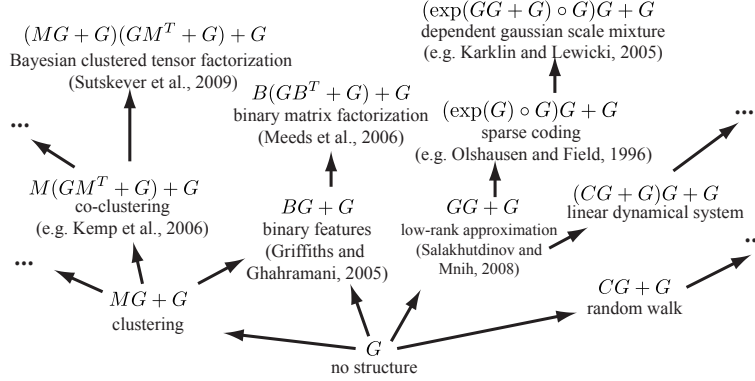 (exp(GG + G) ∘ G)G + G
dependent gaussian scale mixture
(e.g. Karklin and Lewicki, 2005)
(MG + G)(GM^T + G) + G
Bayesian clustered tensor factorization
(Sutskever et al., 2009)
B(GB^T + G) + G
binary matrix factorization
(Meeds et al., 2006)
(exp(G) ∘ G)G + G
sparse coding
(e.g. Olshausen and Field, 1996)
...
...
M(GM^T + G) + G
co-clustering
(e.g. Kemp et al., 2006)
BG + G
binary features
(Griffiths and
Ghahramani, 2005)
GG + G
low-rank approximation
(Salakhutdinov and
Mnih, 2008)
(CG + G)G + G
linear dynamical system
...
..
MG + G
clustering
CG + G
random walk
G
no structure